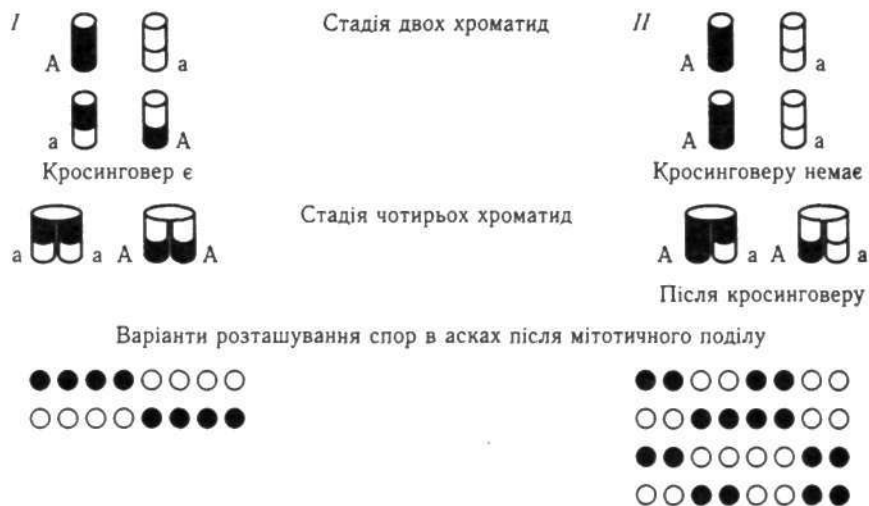 I Стадія двох хроматид II
А а А а
а А А а
Кросинговер є Кросинговеру немає
Стадія чотирьох хроматид
а а А А А а А а
Після кросинговеру
Варіанти розташування спор в асках після мітотичного поділу